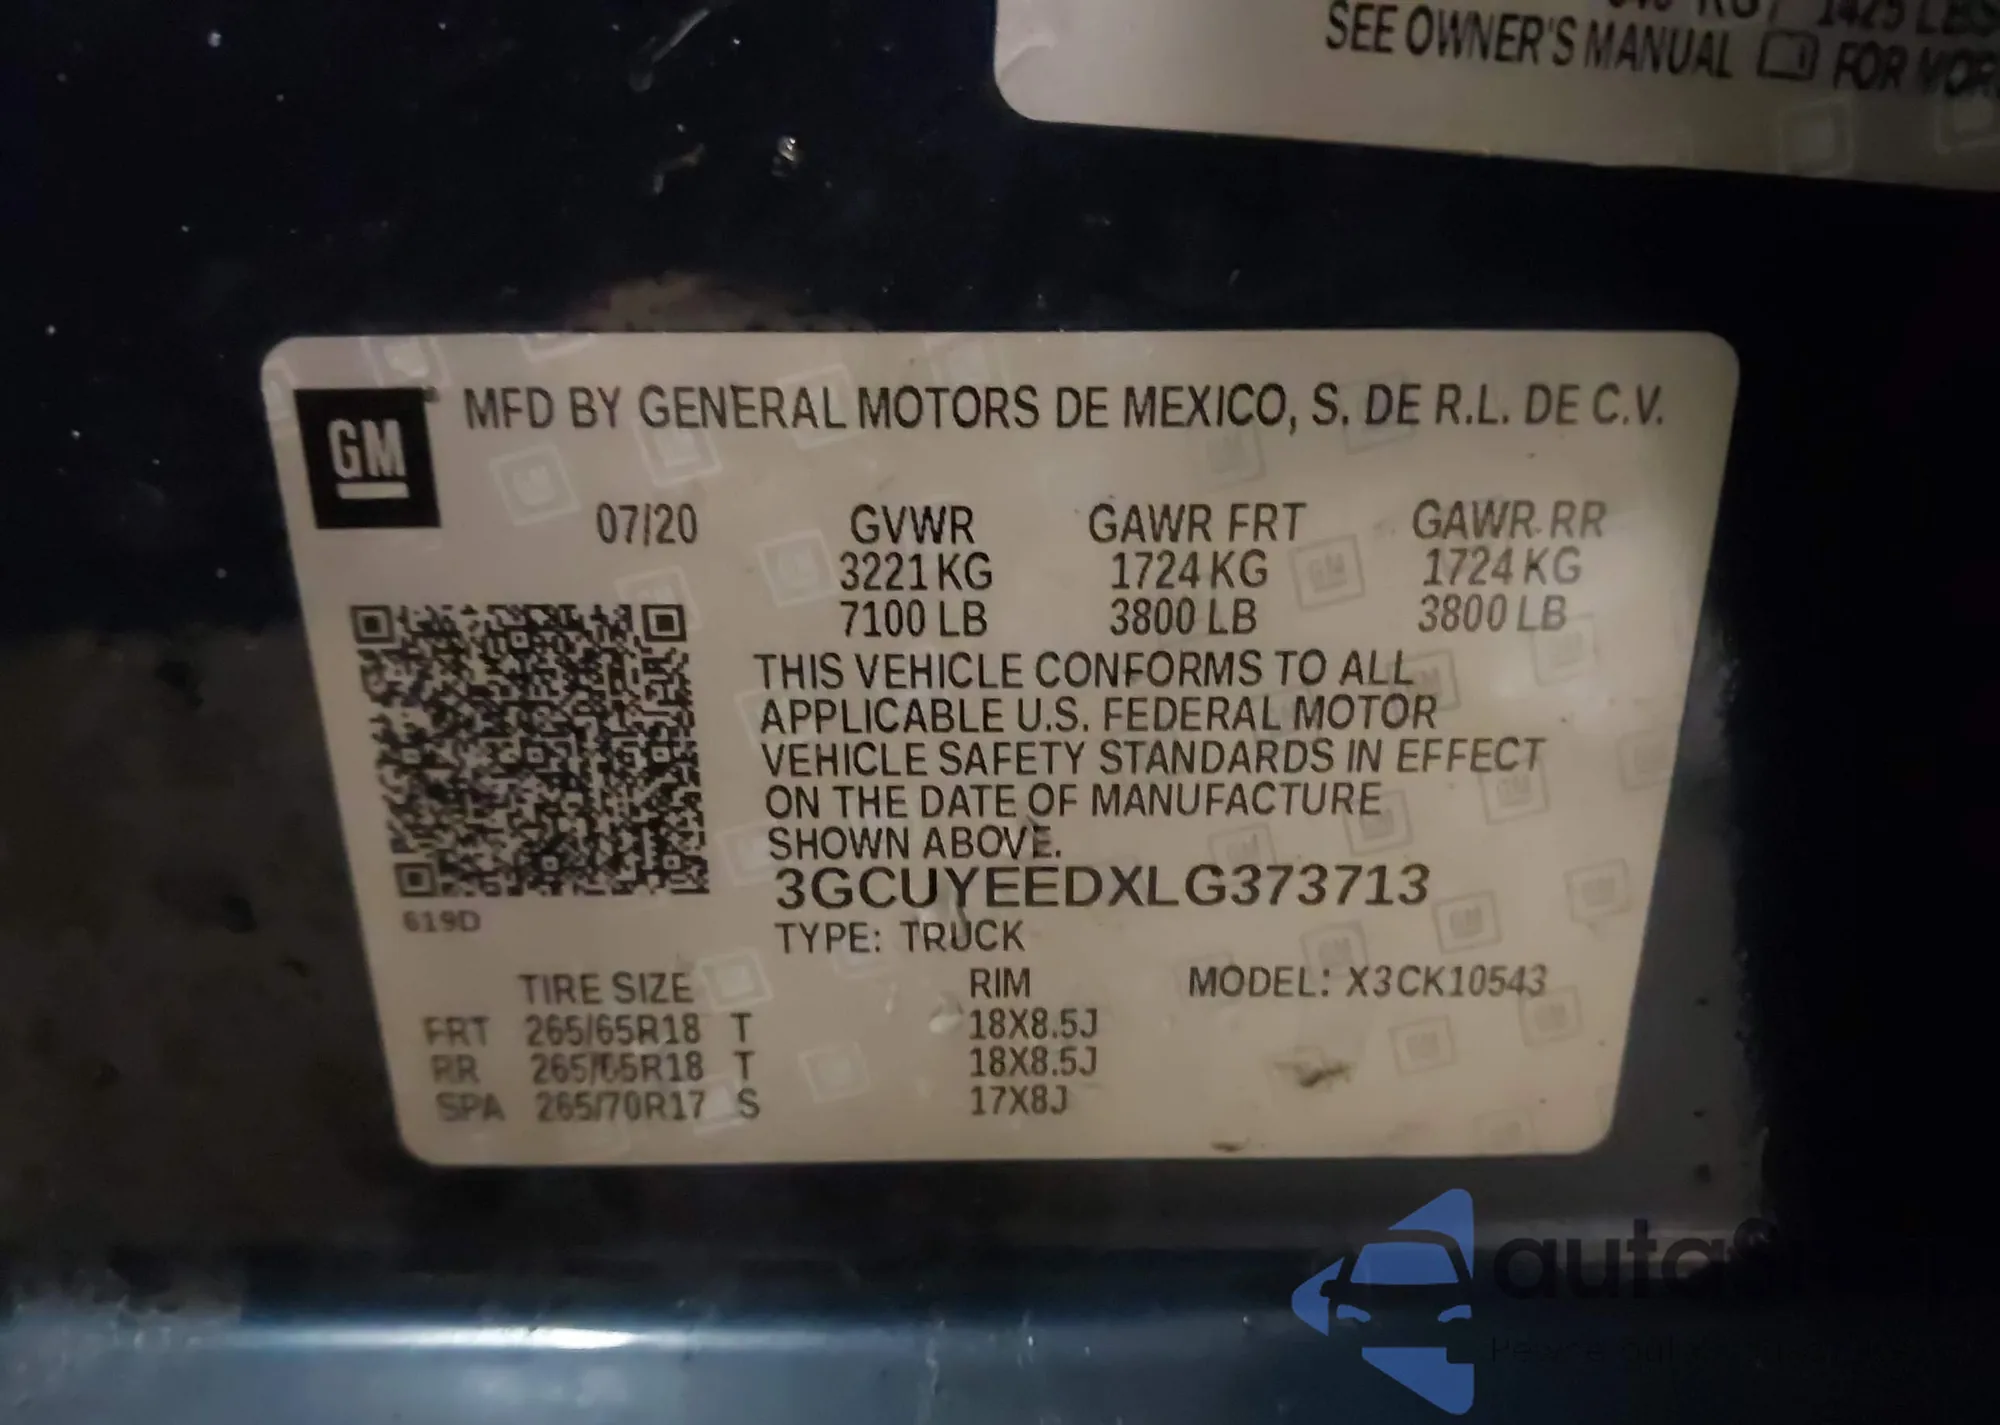 1425 LBS
SEE OWNER'S MANUAL FOR MOR
GM
MFD BY GENERAL MOTORS DE MEXICO, S. DE R.L. DE C.V.
07/20 GVWR GAWR FRT GAWR RR
3221 KG 1724 KG 1724 KG
7100 LB 3800 LB 3800 LB
THIS VEHICLE CONFORMS TO ALL
APPLICABLE U.S. FEDERAL MOTOR
VEHICLE SAFETY STANDARDS IN EFFECT
ON THE DATE OF MANUFACTURE
SHOWN ABOVE.
3GCUYEEDXLG373713
619D
TYPE: TRUCK
TIRE SIZE RIM MODEL: X3CK10543
FRT 265/65R18 T 18X8.5J
RR 265/65R18 T 18X8.5J
SPA 265/70R17 S 17X8J